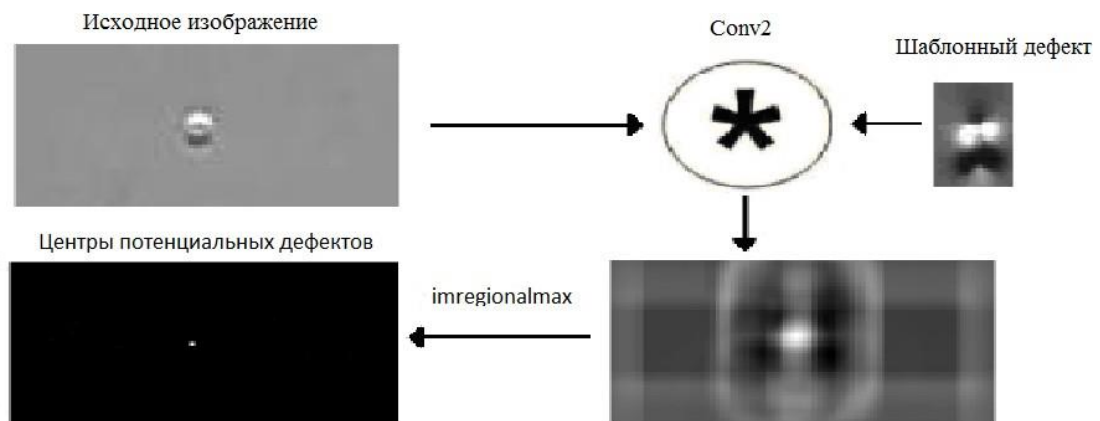 Исходное изображение
Conv2
Шаблонный дефект
Центры потенциальных дефектов
imregionalmax